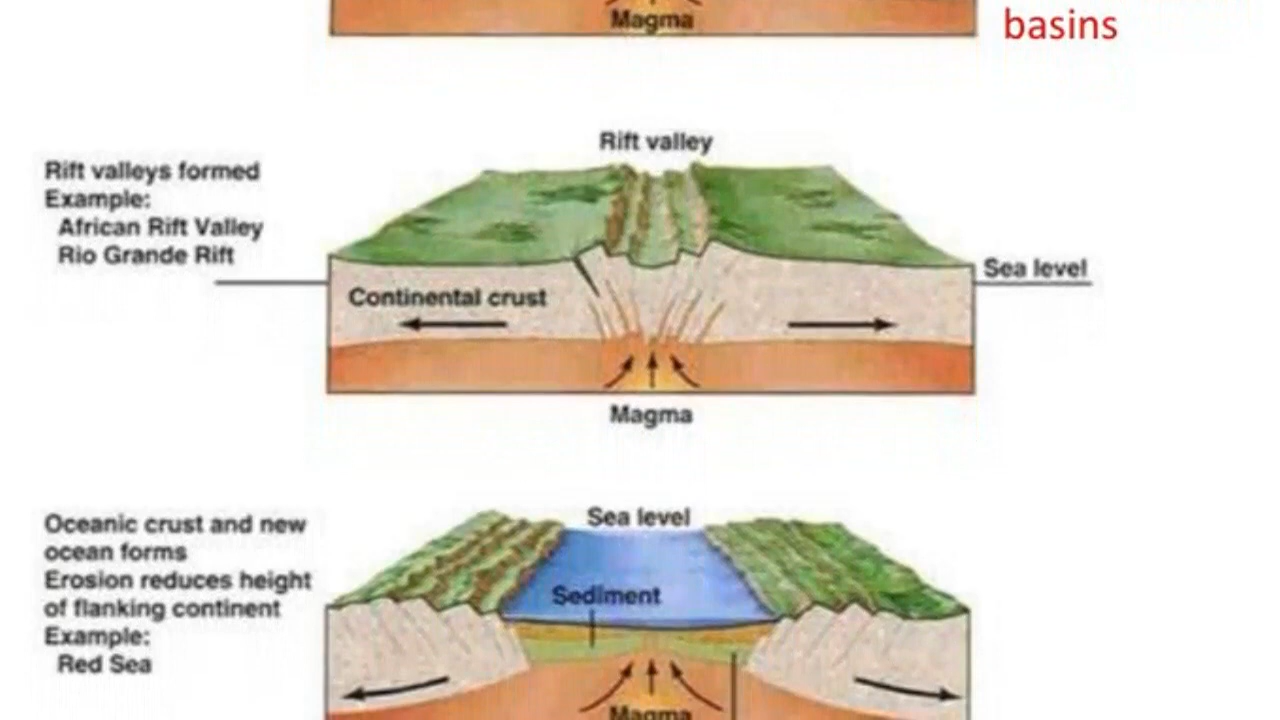 Magma
basins
Rift valley
Rift valleys formed
Example:
African Rift Valley
Rio Grande Rift
Sea level
Continental crust
Magma
Oceanic crust and new
ocean forms
Erosion reduces height
of flanking continent
Example:
Red Sea
Sea level
Sediment
Magma